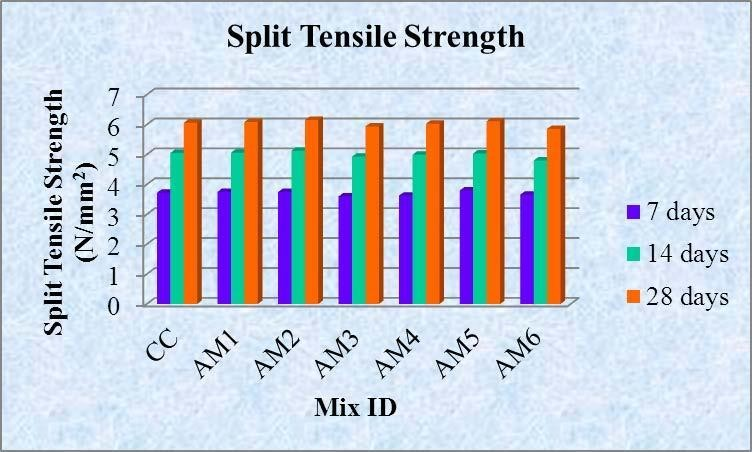 Split Tensile Strength
Split Tensile Strength
(N/mm²)
7
6
5
4
3
2
1
0
CC
AM1
AM2
AM3
AM4
AM5
AM6
Mix ID
7 days
14 days
28 days